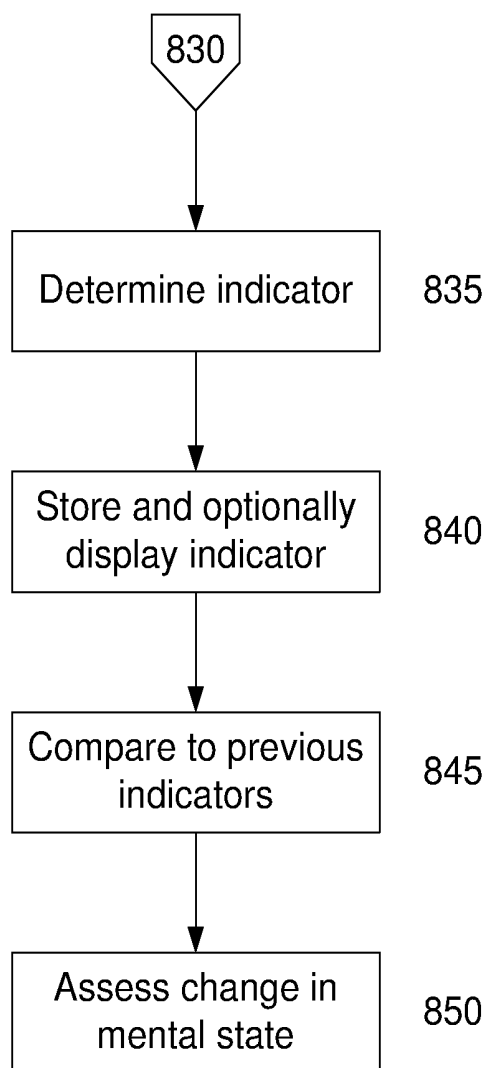 830
Determine indicator
835
Store and optionally
display indicator
840
Compare to previous
indicators
845
Assess change in
mental state
850